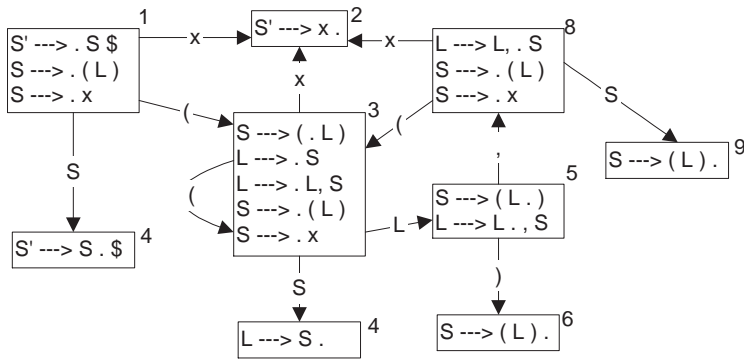 1
S' ---> . S $
S ---> . ( L )
S ---> . x
x
2
S' ---> x .
x
8
L ---> L, . S
S ---> . ( L )
S ---> . x
(
x
3
S ---> ( . L )
L ---> . S
L ---> . L, S
S ---> . ( L )
S ---> . x
(
(
S
S
9
S ---> ( L ) .
,
5
S ---> ( L . )
L ---> L . , S
L
4
S' ---> S . $
S
)
4
L ---> S .
6
S ---> ( L ) .